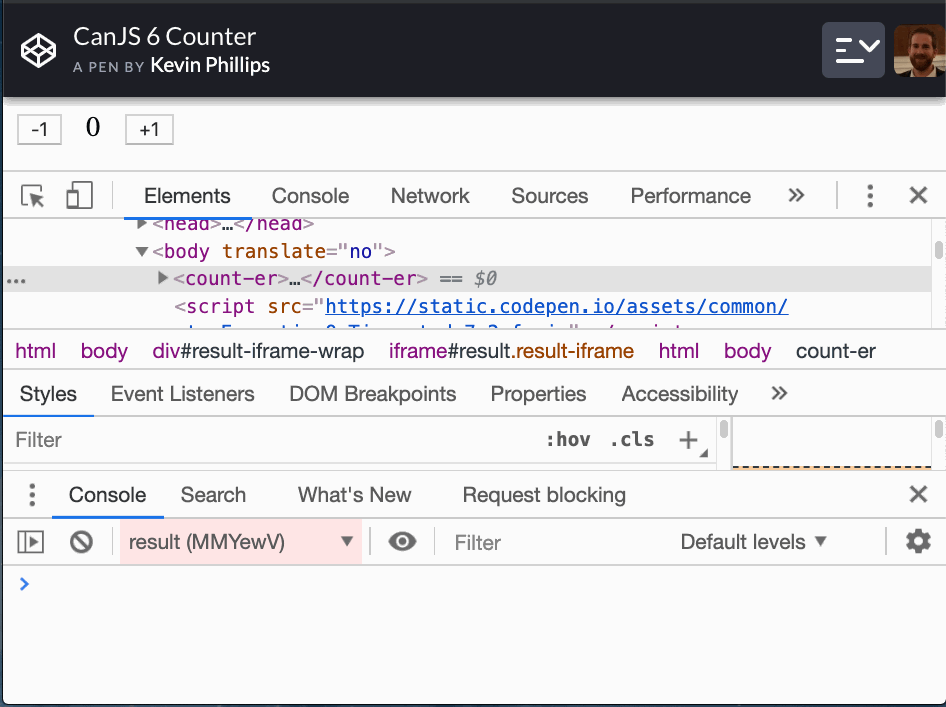 CanJS 6 Counter
A PEN BY Kevin Phillips
-1 0 +1
Elements Console Network Sources Performance »
▶<head>…</head>
▼<body translate="no">
… ▶<count-er>…</count-er> == $0
<script src="https://static.codepen.io/assets/common/
html body div#result-iframe-wrap iframe#result.result-iframe html body count-er
Styles Event Listeners DOM Breakpoints Properties Accessibility »
Filter :hov .cls +
Console Search What's New Request blocking
result (MMYewV) ▼ Filter Default levels ▼
>